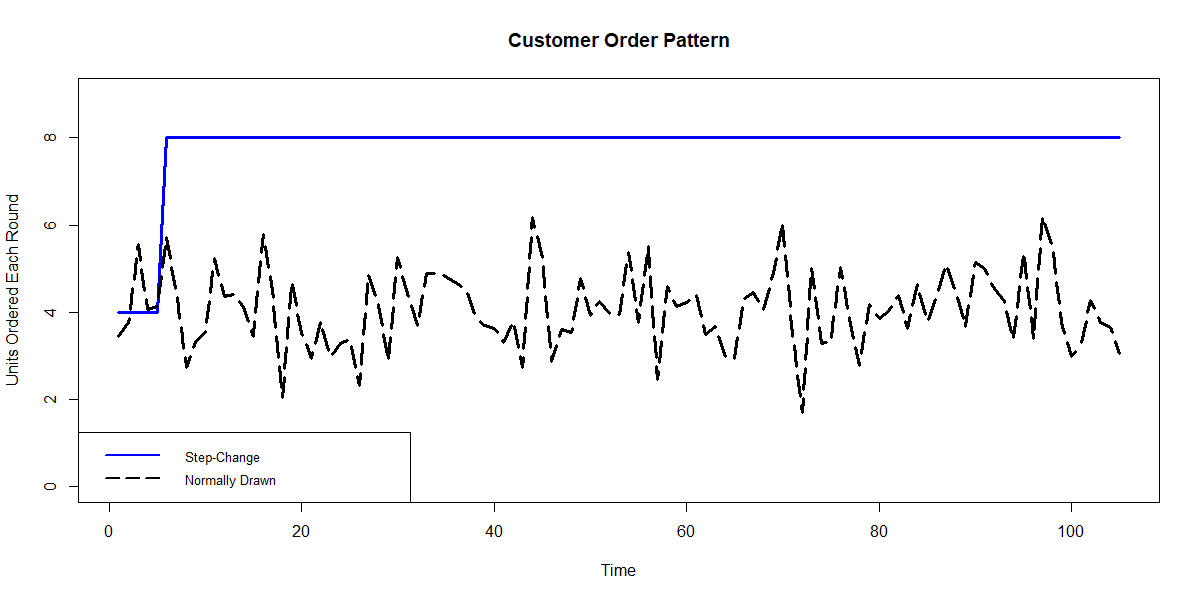 Customer Order Pattern
Units Ordered Each Round
8
6
4
2
0
Step-Change
Normally Drawn
0 20 40 60 80 100
Time